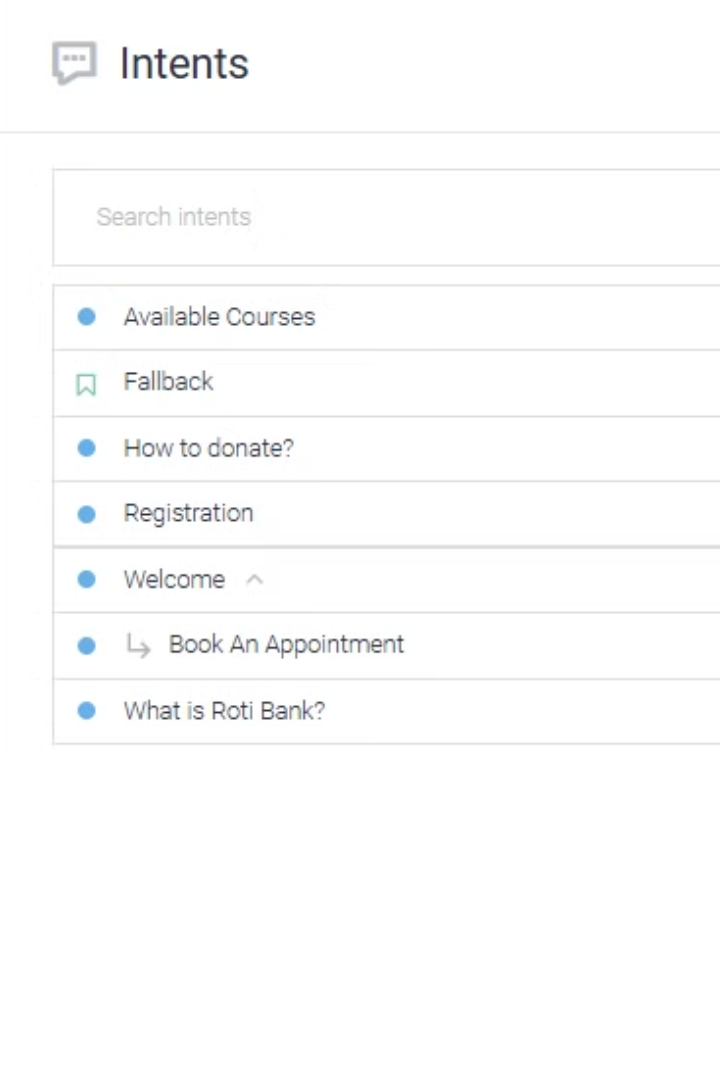 Intents
Search intents
Available Courses
Fallback
How to donate?
Registration
Welcome
Book An Appointment
What is Roti Bank?